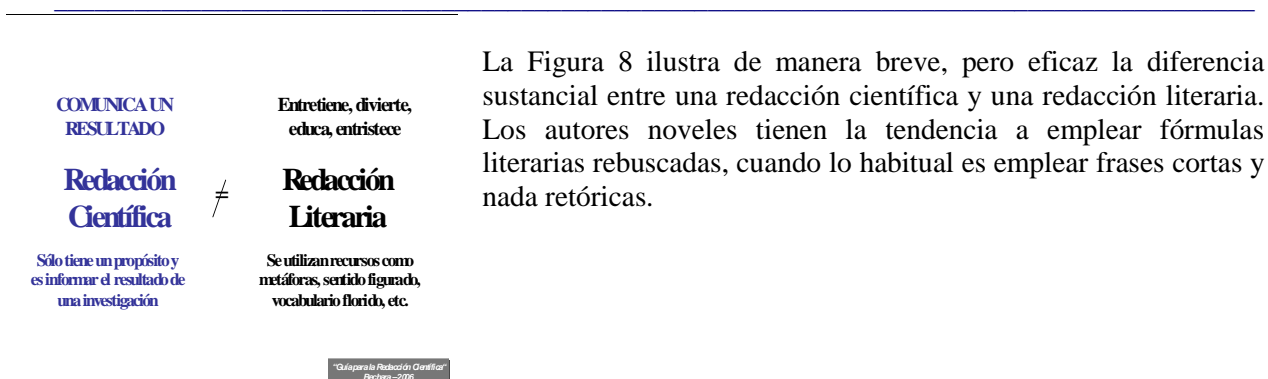 COMUNICA UN
RESULTADO
Redacción
Científica
Sólo tiene un propósito y
es informar el resultado de
una investigación
≠
Entretiene, divierte,
educa, entristece
Redacción
Literaria
Se utilizan recursos como
metáforas, sentido figurado,
vocabulario florido, etc.
"Guía para la Redacción Científica"
Bechara – 2006
La Figura 8 ilustra de manera breve, pero eficaz la diferencia
sustancial entre una redacción científica y una redacción literaria.
Los autores noveles tienen la tendencia a emplear fórmulas
literarias rebuscadas, cuando lo habitual es emplear frases cortas y
nada retóricas.